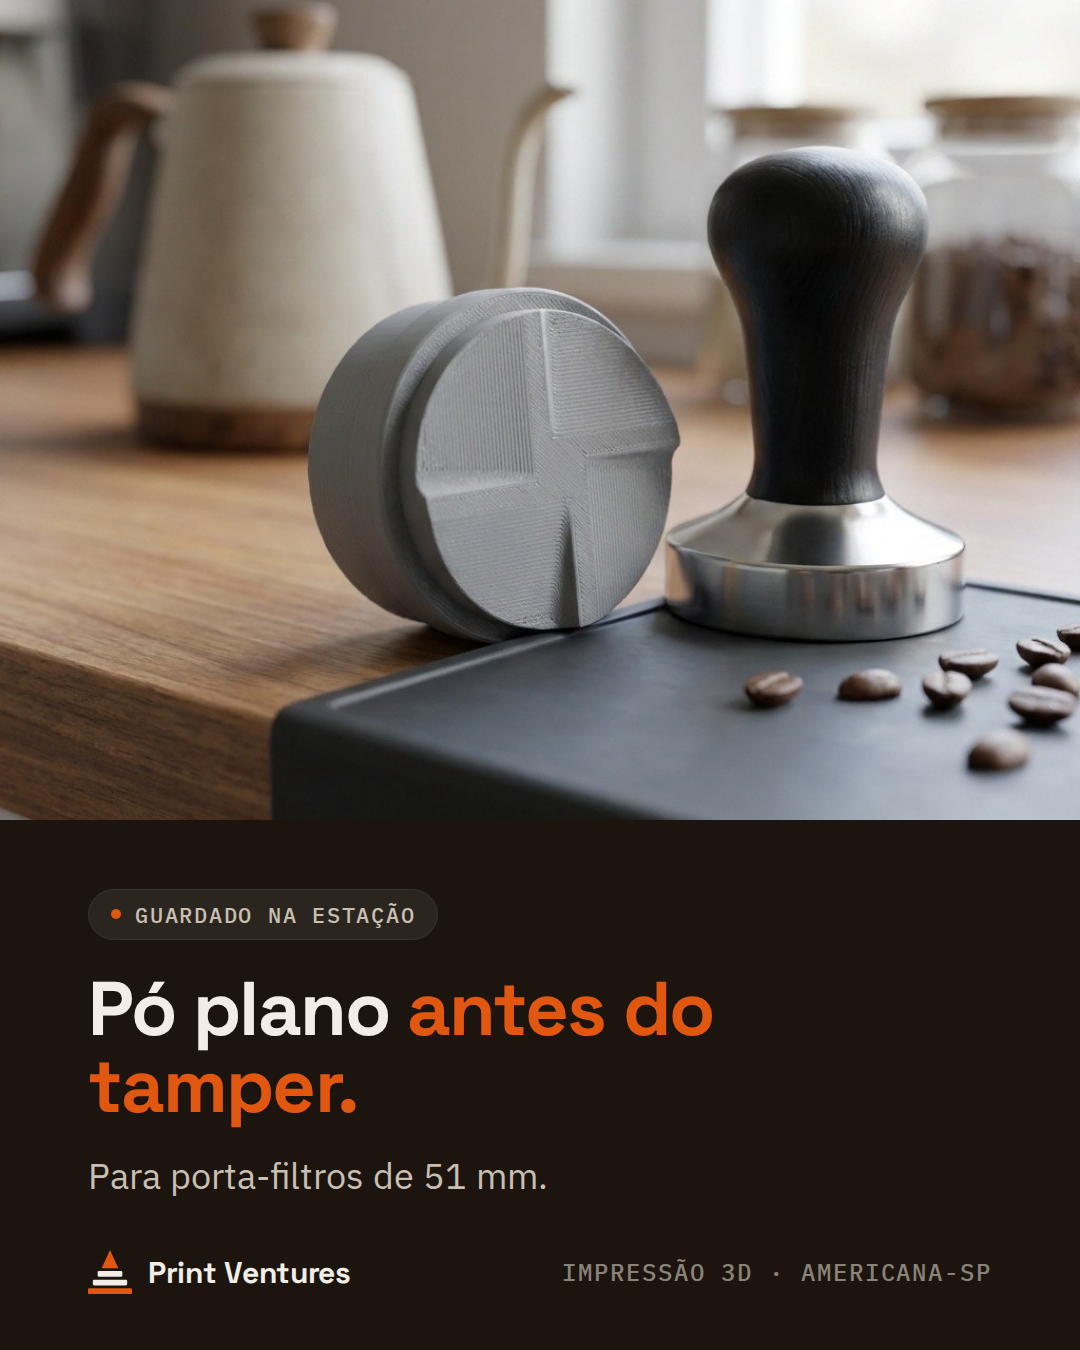 GUARDADO NA ESTAÇÃO
Pó plano antes do
tamper.
Para porta-filtros de 51 mm.
Print Ventures
IMPRESSÃO 3D · AMERICANA-SP